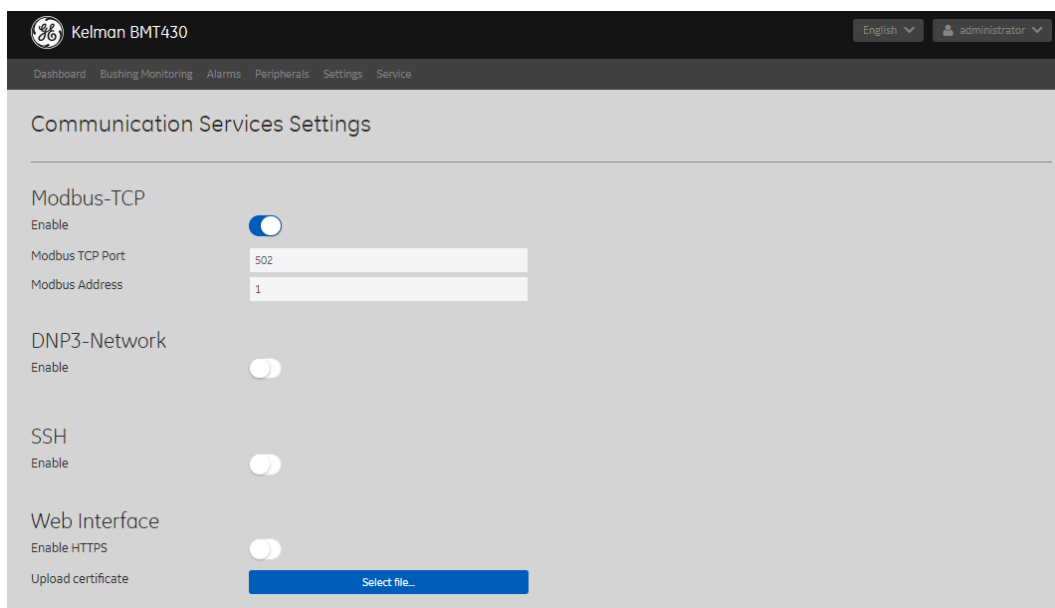 Kelman BMT430 English administrator
Dashboard Bushing Monitoring Alarms Peripherals Settings Service
Communication Services Settings
Modbus-TCP
Enable
Modbus TCP Port 502
Modbus Address 1
DNP3-Network
Enable
SSH
Enable
Web Interface
Enable HTTPS
Upload certificate Select file...